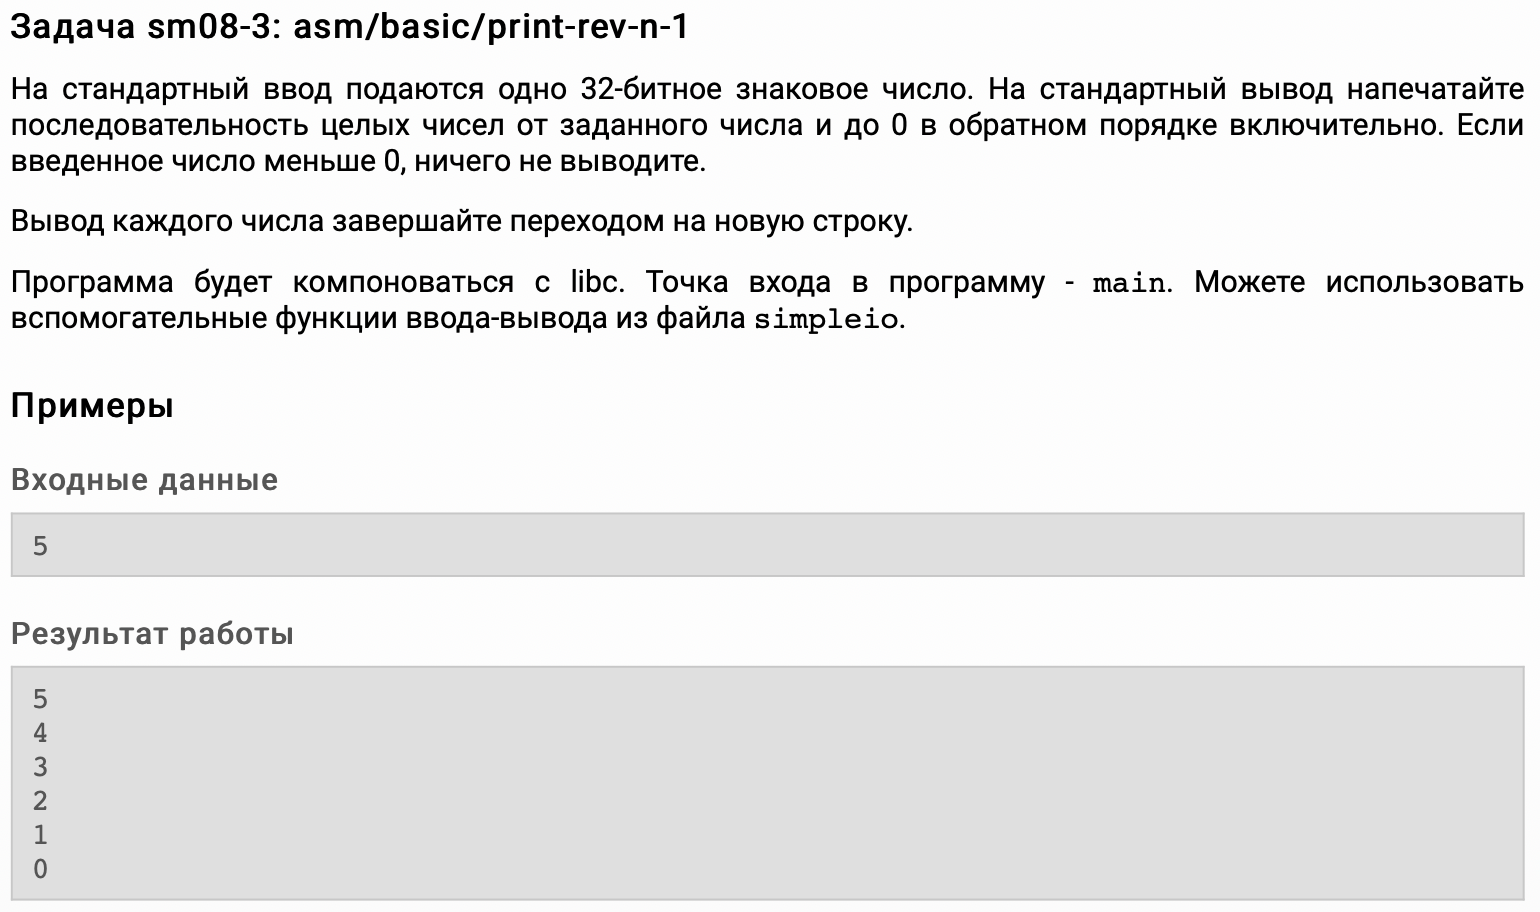 Задача sm08-3: asm/basic/print-rev-n-1
На стандартный ввод подаются одно 32-битное знаковое число. На стандартный вывод напечатайте
последовательность целых чисел от заданного числа и до 0 в обратном порядке включительно. Если
введенное число меньше 0, ничего не выводите.
Вывод каждого числа завершайте переходом на новую строку.
Программа будет компоноваться с libc. Точка входа в программу - main. Можете использовать
вспомогательные функции ввода-вывода из файла simpleio.
Примеры
Входные данные
5
Результат работы
5
4
3
2
1
0